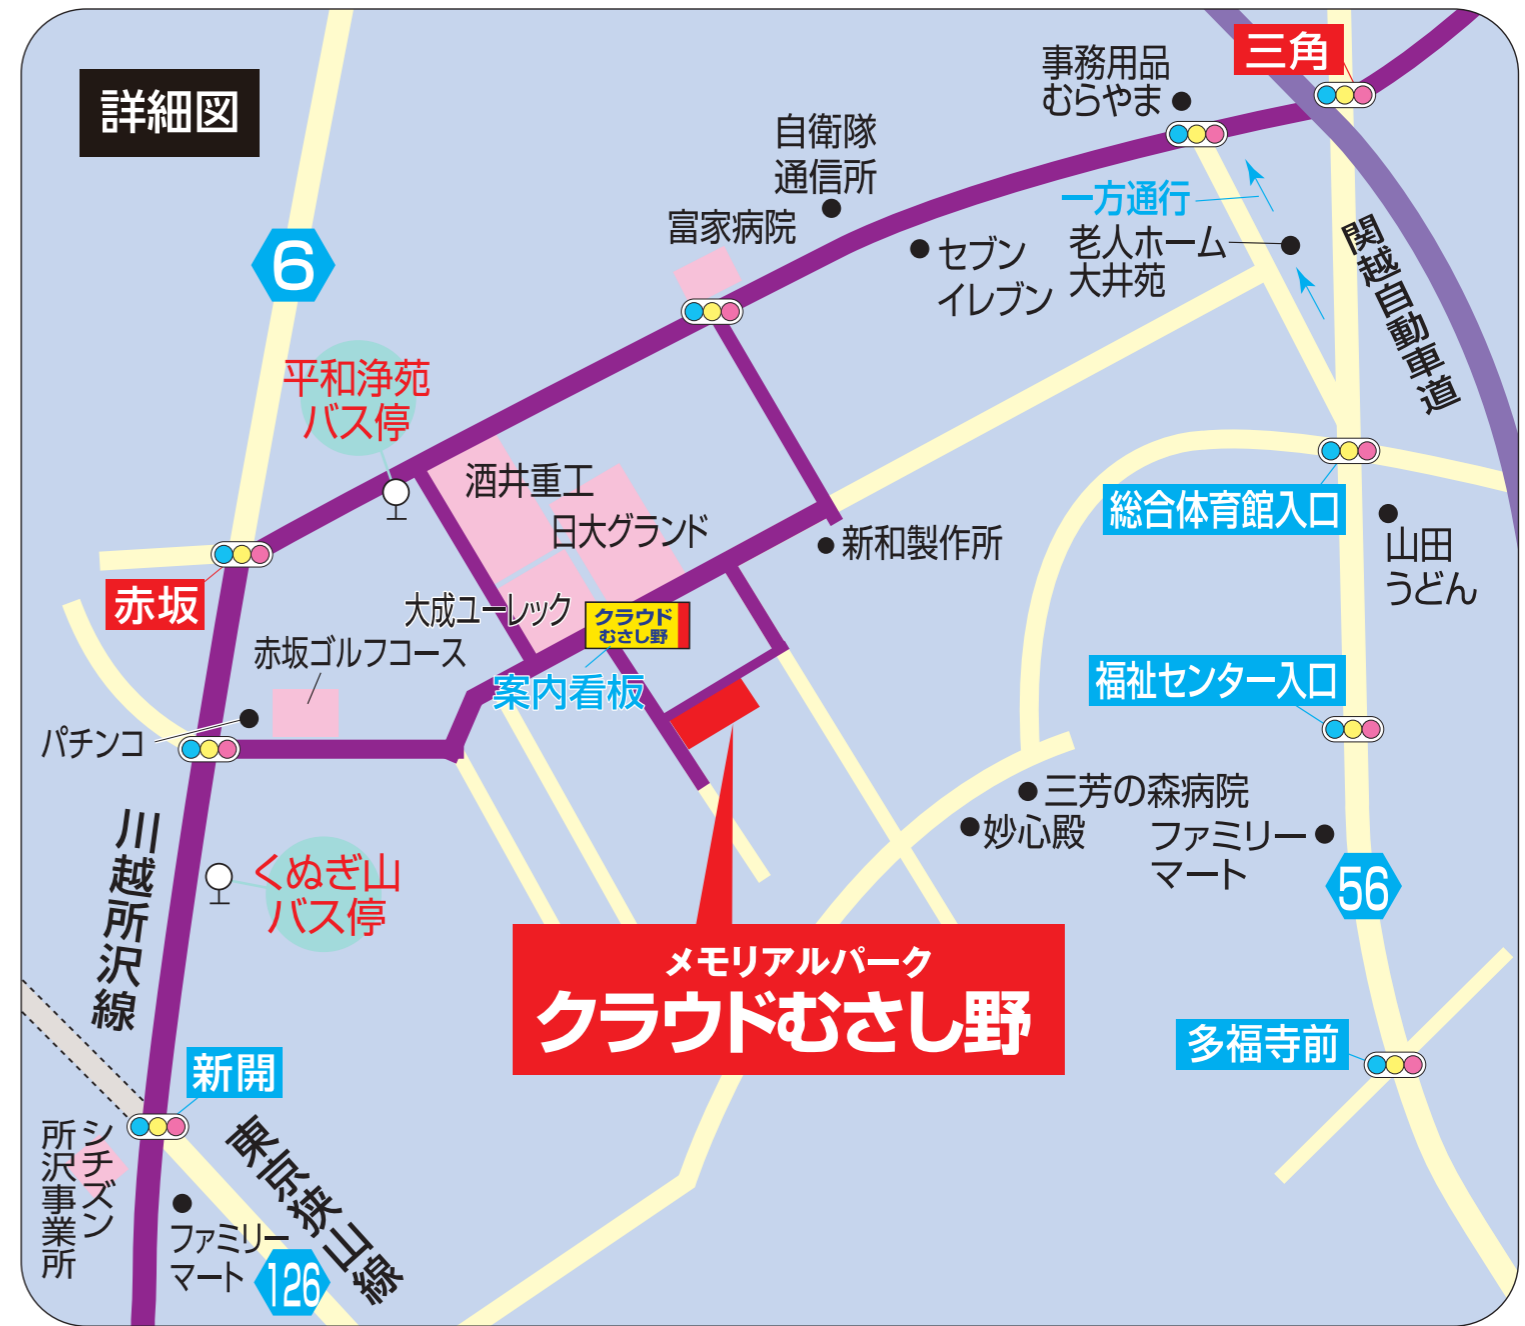 詳細図
三角
事務用品
むらやま
自衛隊
通信所
富家病院
一方通行
老人ホーム
大井苑
セブン
イレブン
関越自動車道
6
平和浄苑
バス停
酒井重工
日大グランド
新和製作所
総合体育館入口
山田
うどん
赤坂
大成ユーレック
クラウド
むさし野
赤坂ゴルフコース
案内看板
福祉センター入口
パチンコ
三芳の森病院
妙心殿
ファミリー
マート
56
川越所沢線
くぬぎ山
バス停
メモリアルパーク
クラウドむさし野
多福寺前
新開
シチズン
所沢事業所
東京狭山線
ファミリー
マート
126